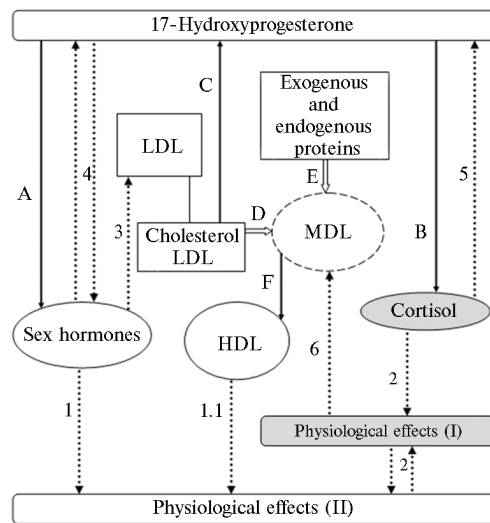 17-Hydroxyprogesterone
C
Exogenous
and
endogenous
proteins
LDL
A
4
5
E
3
D
B
Cholesterol
LDL
MDL
F
Cortisol
Sex hormones
HDL
6
2
1
1.1
Physiological effects (I)
2
Physiological effects (II)